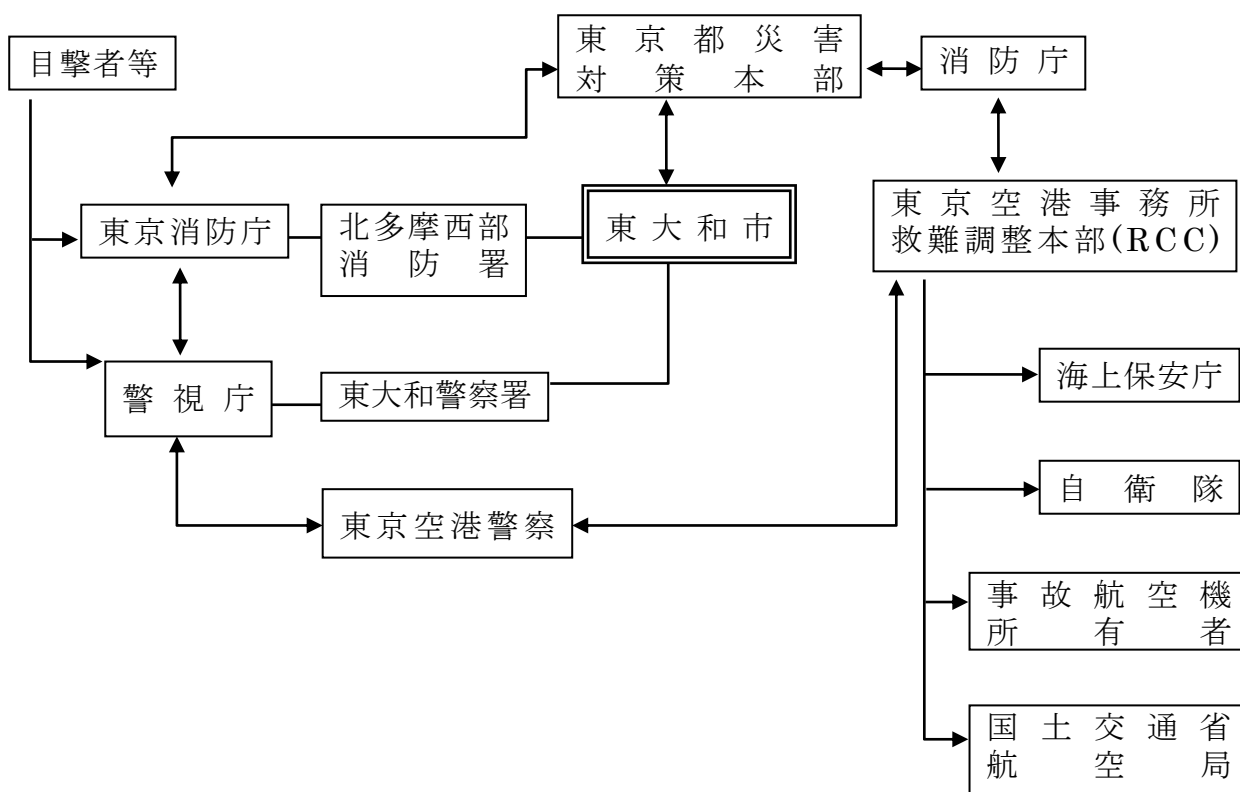 目撃者等
東京都災害
対策本部
消防庁
東京消防庁
北多摩西部
消防署
東大和市
東京空港事務所
救難調整本部(RCC)
警視庁
東大和警察署
海上保安庁
自衛隊
東京空港警察
事故航空機
所有者
国土交通省
航空局